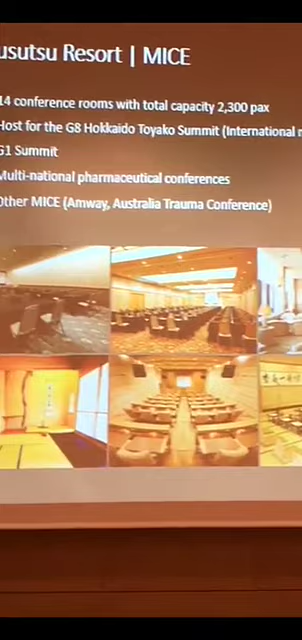 usutsu Resort | MICE
14 conference rooms with total capacity 2,300 pax
Host for the G8 Hokkaido Toyako Summit (International
G1 Summit
Multi-national pharmaceutical conferences
Other MICE (Amway, Australia Trauma Conference)